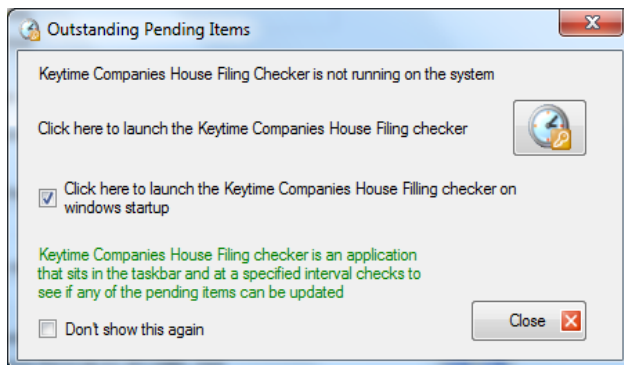 Outstanding Pending Items
Keytime Companies House Filing Checker is not running on the system
Click here to launch the Keytime Companies House Filing checker
Click here to launch the Keytime Companies House Filling checker on
windows startup
Keytime Companies House Filing checker is an application
that sits in the taskbar and at a specified interval checks to
see if any of the pending items can be updated
Don't show this again
Close